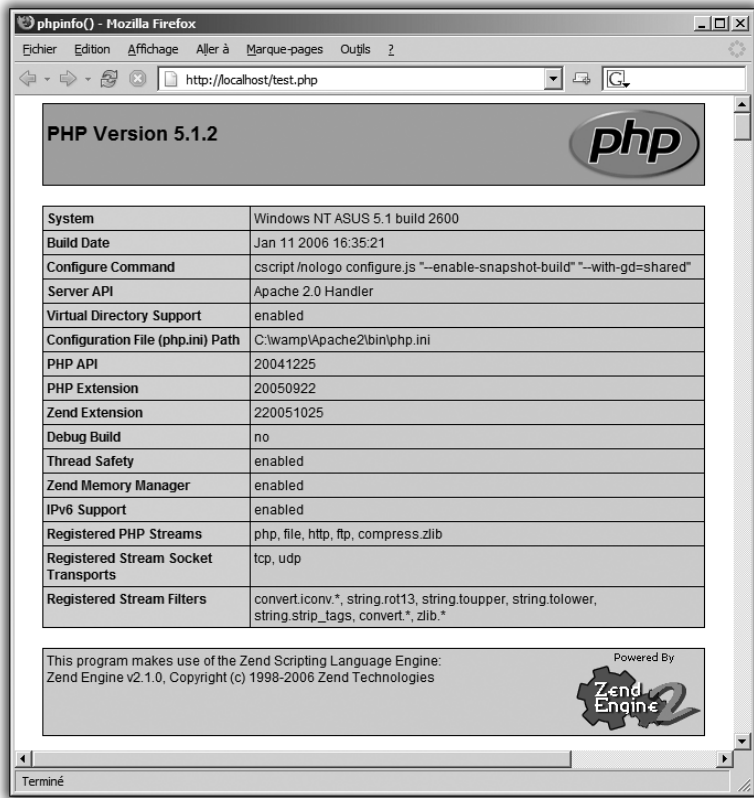 phpinfo() - Mozilla Firefox
Fichier Edition Affichage Aller à Marque-pages Outils ?
http://localhost/test.php
G
PHP Version 5.1.2
php
System Windows NT ASUS 5.1 build 2600
Build Date Jan 11 2006 16:35:21
Configure Command cscript /nologo configure.js "--enable-snapshot-build" "--with-gd=shared"
Server API Apache 2.0 Handler
Virtual Directory Support enabled
Configuration File (php.ini) Path C:\wamp\Apache2\bin\php.ini
PHP API 20041225
PHP Extension 20050922
Zend Extension 220051025
Debug Build no
Thread Safety enabled
Zend Memory Manager enabled
IPv6 Support enabled
Registered PHP Streams php, file, http, ftp, compress.zlib
Registered Stream Socket Transports tcp, udp
Registered Stream Filters convert.iconv.*, string.rot13, string.toupper, string.tolower,
string.strip_tags, convert.*, zlib.*
This program makes use of the Zend Scripting Language Engine:
Zend Engine v2.1.0, Copyright (c) 1998-2006 Zend Technologies
Powered By
Zend
Engine 2
Terminé